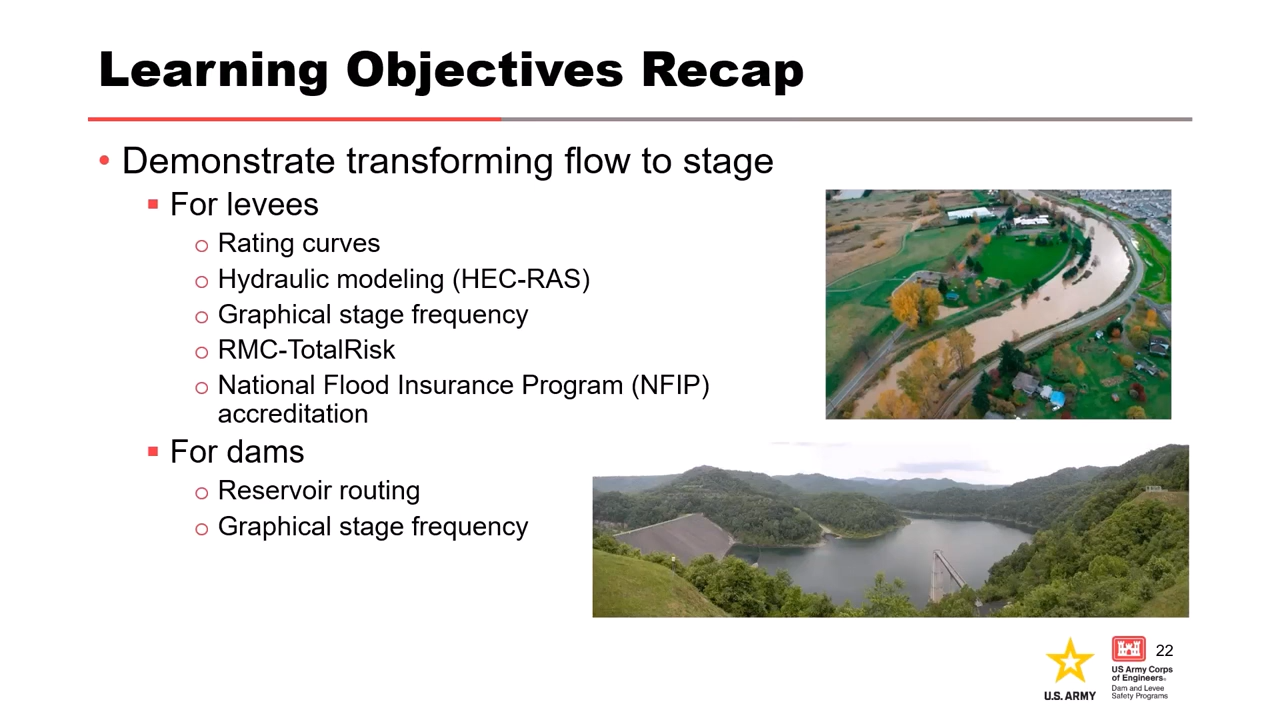 Learning Objectives Recap
• Demonstrate transforming flow to stage
▪ For levees
o Rating curves
o Hydraulic modeling (HEC-RAS)
o Graphical stage frequency
o RMC-TotalRisk
o National Flood Insurance Program (NFIP)
accreditation
▪ For dams
o Reservoir routing
o Graphical stage frequency
22
U.S. ARMY
US Army Corps
of Engineers®
Dam and Levee
Safety Programs